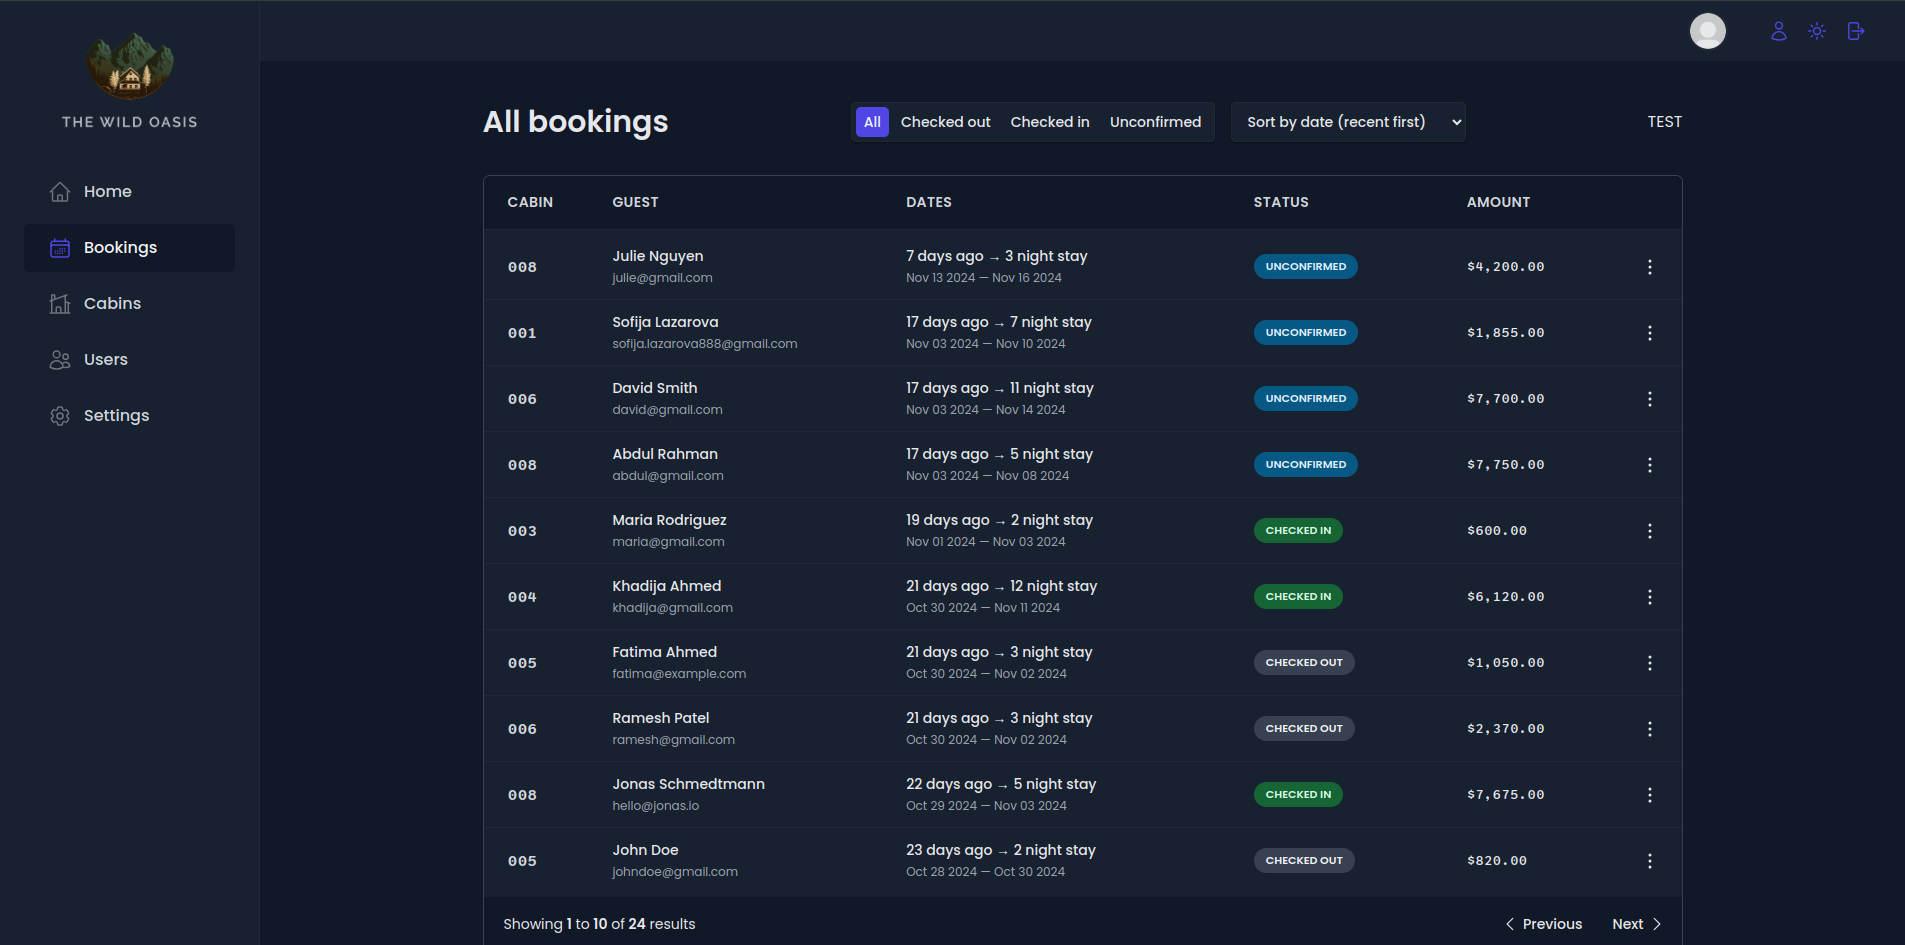 THE WILD OASIS
Home
Bookings
Cabins
Users
Settings
All bookings
All Checked out Checked in Unconfirmed
Sort by date (recent first)
TEST
CABIN GUEST DATES STATUS AMOUNT
008 Julie Nguyen 7 days ago → 3 night stay UNCONFIRMED $4,200.00
julie@gmail.com Nov 13 2024 — Nov 16 2024
001 Sofija Lazarova 17 days ago → 7 night stay UNCONFIRMED $1,855.00
sofija.lazarova888@gmail.com Nov 03 2024 — Nov 10 2024
006 David Smith 17 days ago → 11 night stay UNCONFIRMED $7,700.00
david@gmail.com Nov 03 2024 — Nov 14 2024
008 Abdul Rahman 17 days ago → 5 night stay UNCONFIRMED $7,750.00
abdul@gmail.com Nov 03 2024 — Nov 08 2024
003 Maria Rodriguez 19 days ago → 2 night stay CHECKED IN $600.00
maria@gmail.com Nov 01 2024 — Nov 03 2024
004 Khadija Ahmed 21 days ago → 12 night stay CHECKED IN $6,120.00
khadija@gmail.com Oct 30 2024 — Nov 11 2024
005 Fatima Ahmed 21 days ago → 3 night stay CHECKED OUT $1,050.00
fatima@example.com Oct 30 2024 — Nov 02 2024
006 Ramesh Patel 21 days ago → 3 night stay CHECKED OUT $2,370.00
ramesh@gmail.com Oct 30 2024 — Nov 02 2024
008 Jonas Schmedtmann 22 days ago → 5 night stay CHECKED IN $7,675.00
hello@jonas.io Oct 29 2024 — Nov 03 2024
005 John Doe 23 days ago → 2 night stay CHECKED OUT $820.00
johndoe@gmail.com Oct 28 2024 — Oct 30 2024
Showing 1 to 10 of 24 results
Previous Next